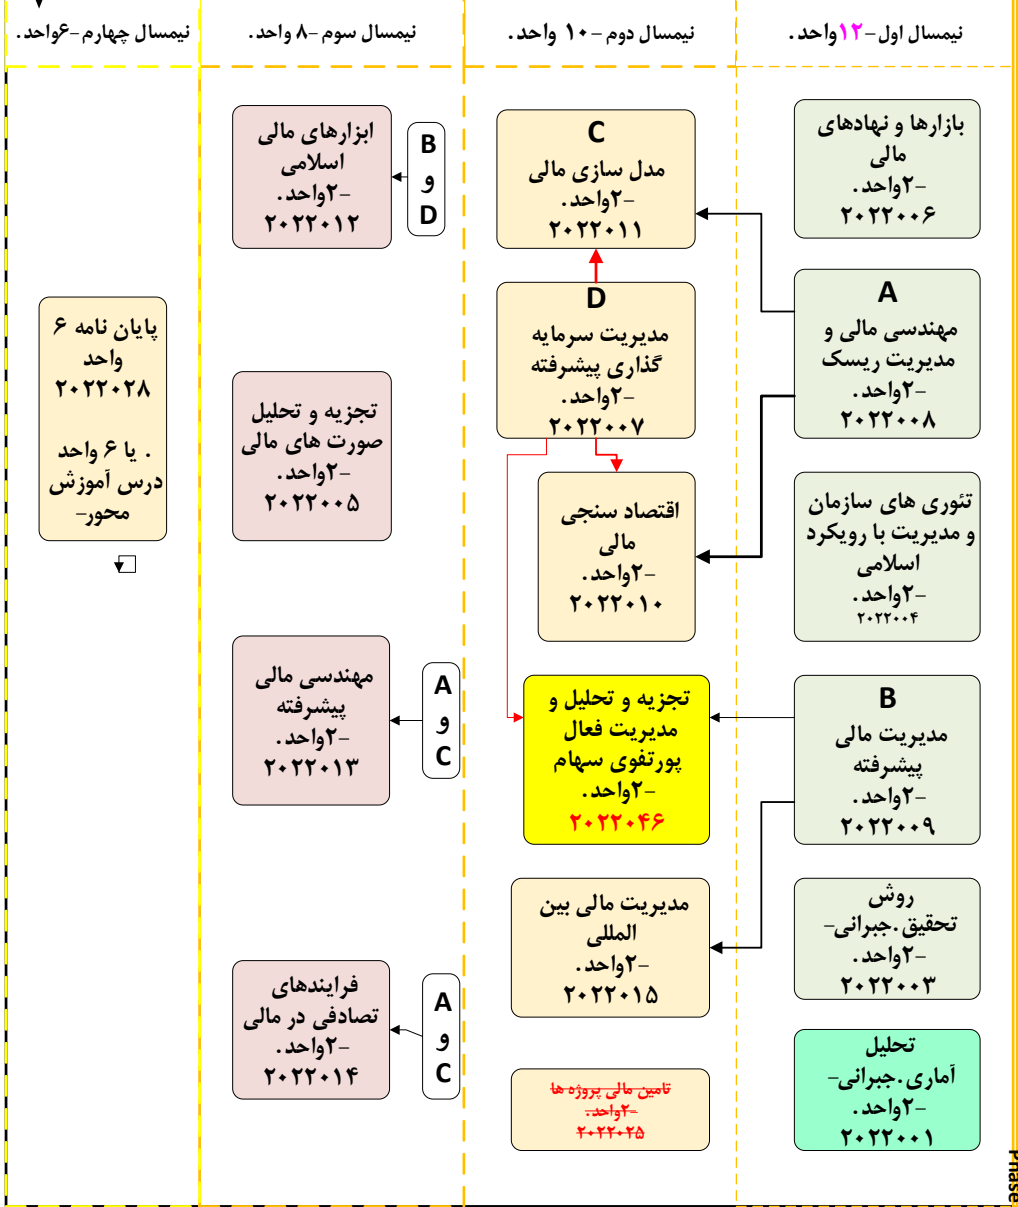 نیمسال اول -۱۲واحد.
نیمسال دوم -۱۰ واحد.
نیمسال سوم -۸ واحد.
نیمسال چهارم -۶واحد.
بازارها و نهادهای
مالی
-۲واحد.
۲۰۲۲۰۰۶
A
مهندسی مالی و
مدیریت ریسک
-۲واحد.
۲۰۲۲۰۰۸
تئوری های سازمان
و مدیریت با رویکرد
اسلامی
-۲واحد.
۲۰۲۲۰۰۴
B
مدیریت مالی
پیشرفته
-۲واحد.
۲۰۲۲۰۰۹
روش
تحقیق.جبرانی-
-۲واحد.
۲۰۲۲۰۰۳
تحلیل
آماری.جبرانی-
-۲واحد.
۲۰۲۲۰۰۱
C
مدل سازی مالی
-۲واحد.
۲۰۲۲۰۱۱
D
مدیریت سرمایه
گذاری پیشرفته
-۲واحد.
۲۰۲۲۰۰۷
اقتصاد سنجی
مالی
-۲واحد.
۲۰۲۲۰۱۰
تجزیه و تحلیل و
مدیریت فعال
پورتفوی سهام
-۲واحد.
۲۰۲۲۰۴۶
مدیریت مالی بین
المللی
-۲واحد.
۲۰۲۲۰۱۵
تامین مالی پروژه ها
-۲واحد.
۲۰۲۲۰۲۵
B
و
D
ابزارهای مالی
اسلامی
-۲واحد.
۲۰۲۲۰۱۲
تجزیه و تحلیل
صورت های مالی
-۲واحد.
۲۰۲۲۰۰۵
A
و
C
مهندسی مالی
پیشرفته
-۲واحد.
۲۰۲۲۰۱۳
A
و
C
فرایندهای
تصادفی در مالی
-۲واحد.
۲۰۲۲۰۱۴
پایان نامه ۶
واحد
۲۰۲۲۰۲۸
. یا ۶ واحد
درس آموزش
محور-
Phase